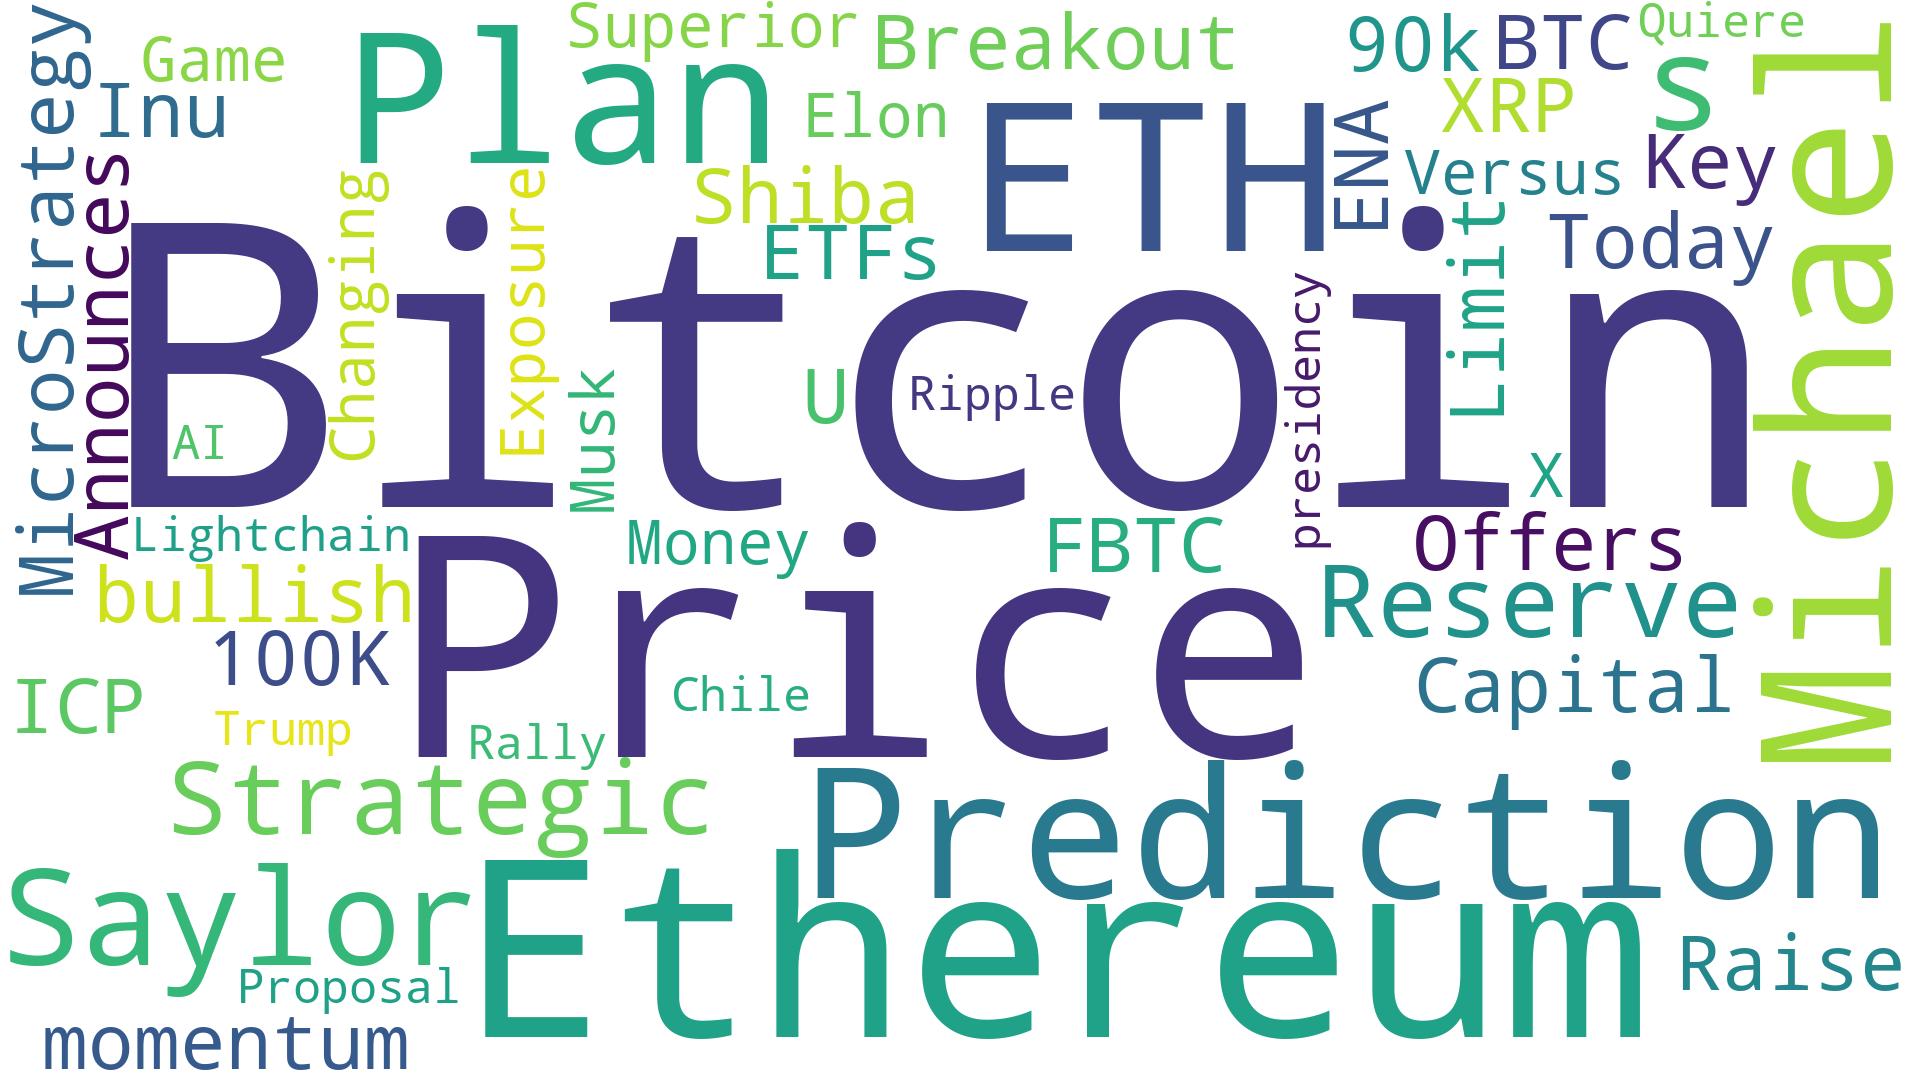 MicroStrategy
Game
Inu
Announces
Plan
Superior
Breakout
90k
BTC
Quiere
s
Michael
Elon
ETH
ENA
XRP
Versus
Key
Shiba
ETFs
Limit
Today
Changing
Exposure
Bitcoin
AI
Musk
U
Ripple
presidency
X
Lightchain
Money
FBTC
Offers
bullish
Price
Reserve
100K
ICP
Trump
Rally
Chile
Capital
Strategic
Prediction
Saylor
Ethereum
Raise
Proposal
momentum